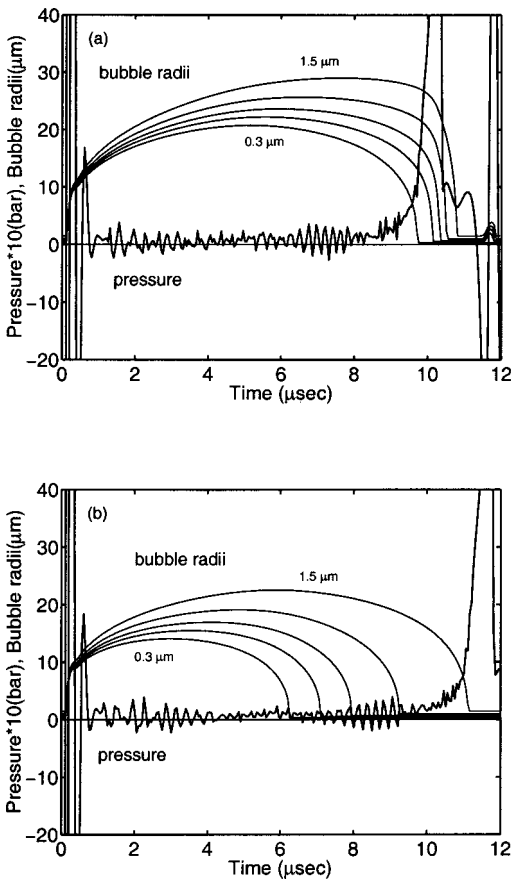 (a)
bubble radii
1.5 μm
0.3 μm
pressure
Pressure*10(bar), Bubble radii(μm)
40
30
20
10
0
−10
−20
0 2 4 6 8 10 12
Time (μsec)
(b)
bubble radii
1.5 μm
0.3 μm
pressure
Pressure*10(bar), Bubble radii(μm)
40
30
20
10
0
−10
−20
0 2 4 6 8 10 12
Time (μsec)